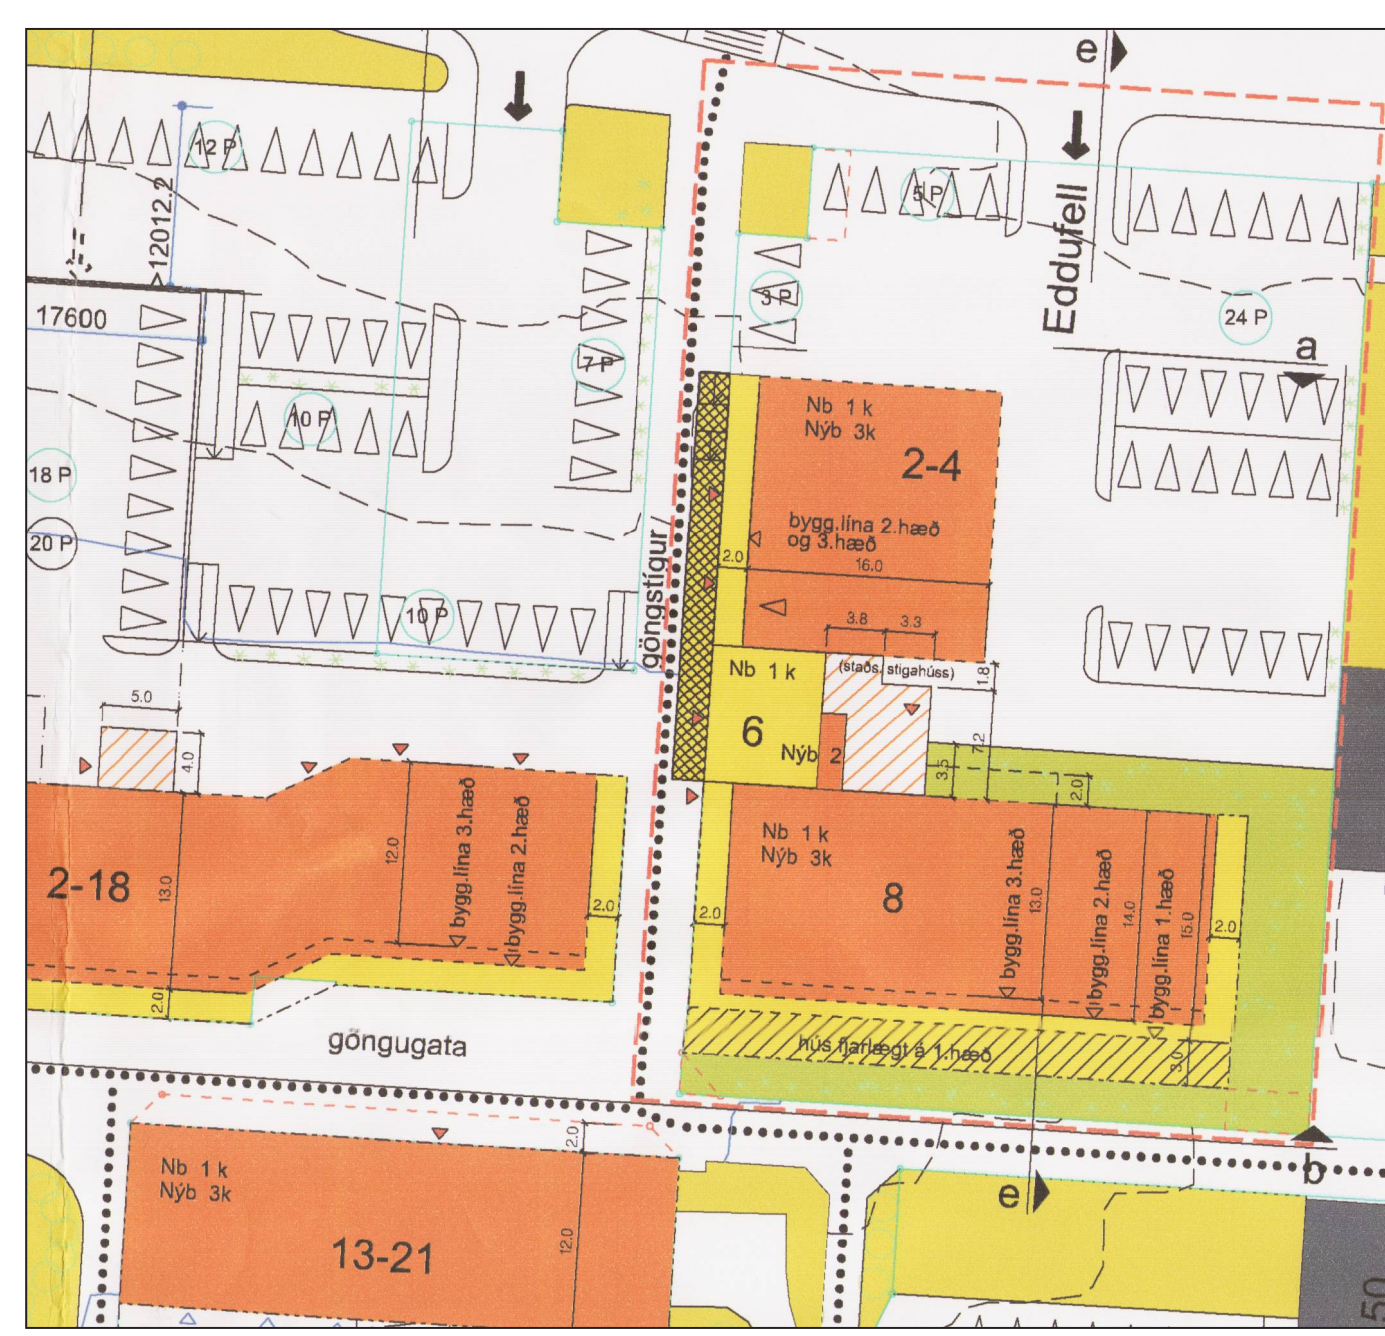 e
12 P
5 P
>12012.2
Eddufell
17600
3 P
24 P
a
7 P
10 P
Nb 1 k
Nýb 3k
2-4
18 P
20 P
bygg.lína 2.hæð
og 3.hæð
2.0
16.0
göngstígur
10 P
3.8
3.3
Nb 1 k
(staðs. stigahúss)
1.8
5.0
6
Nýb 2
7.2
3.5
4.0
2.0
Nb 1 k
Nýb 3k
2-18
13.0
12.0
bygg.lína 3.hæð
bygg.lína 2.hæð
2.0
2.0
8
bygg.lína 3.hæð
13.0
bygg.lína 2.hæð
14.0
bygg.lína 1.hæð
15.0
2.0
2.0
göngugata
hús fjarlægt á 1.hæð
3.0
2.0
Nb 1 k
Nýb 3k
13-21
12.0
e
b
50